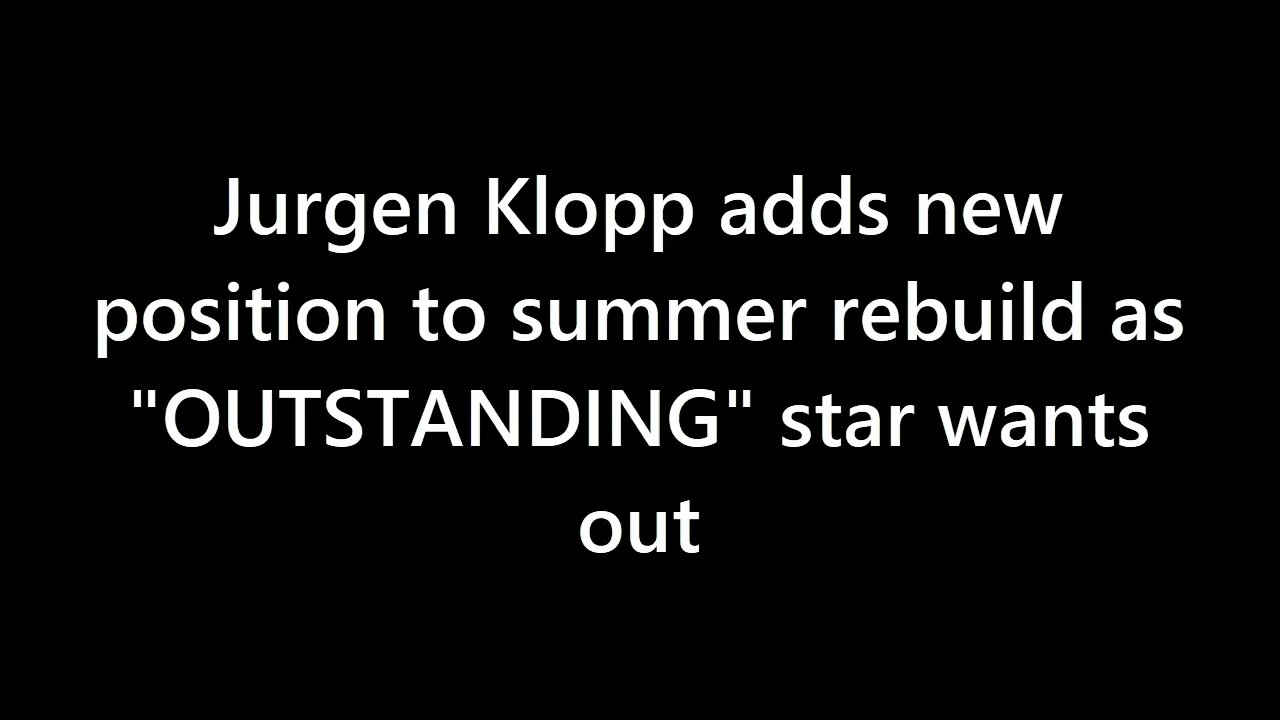 Jurgen Klopp adds new
position to summer rebuild as
"OUTSTANDING" star wants
out